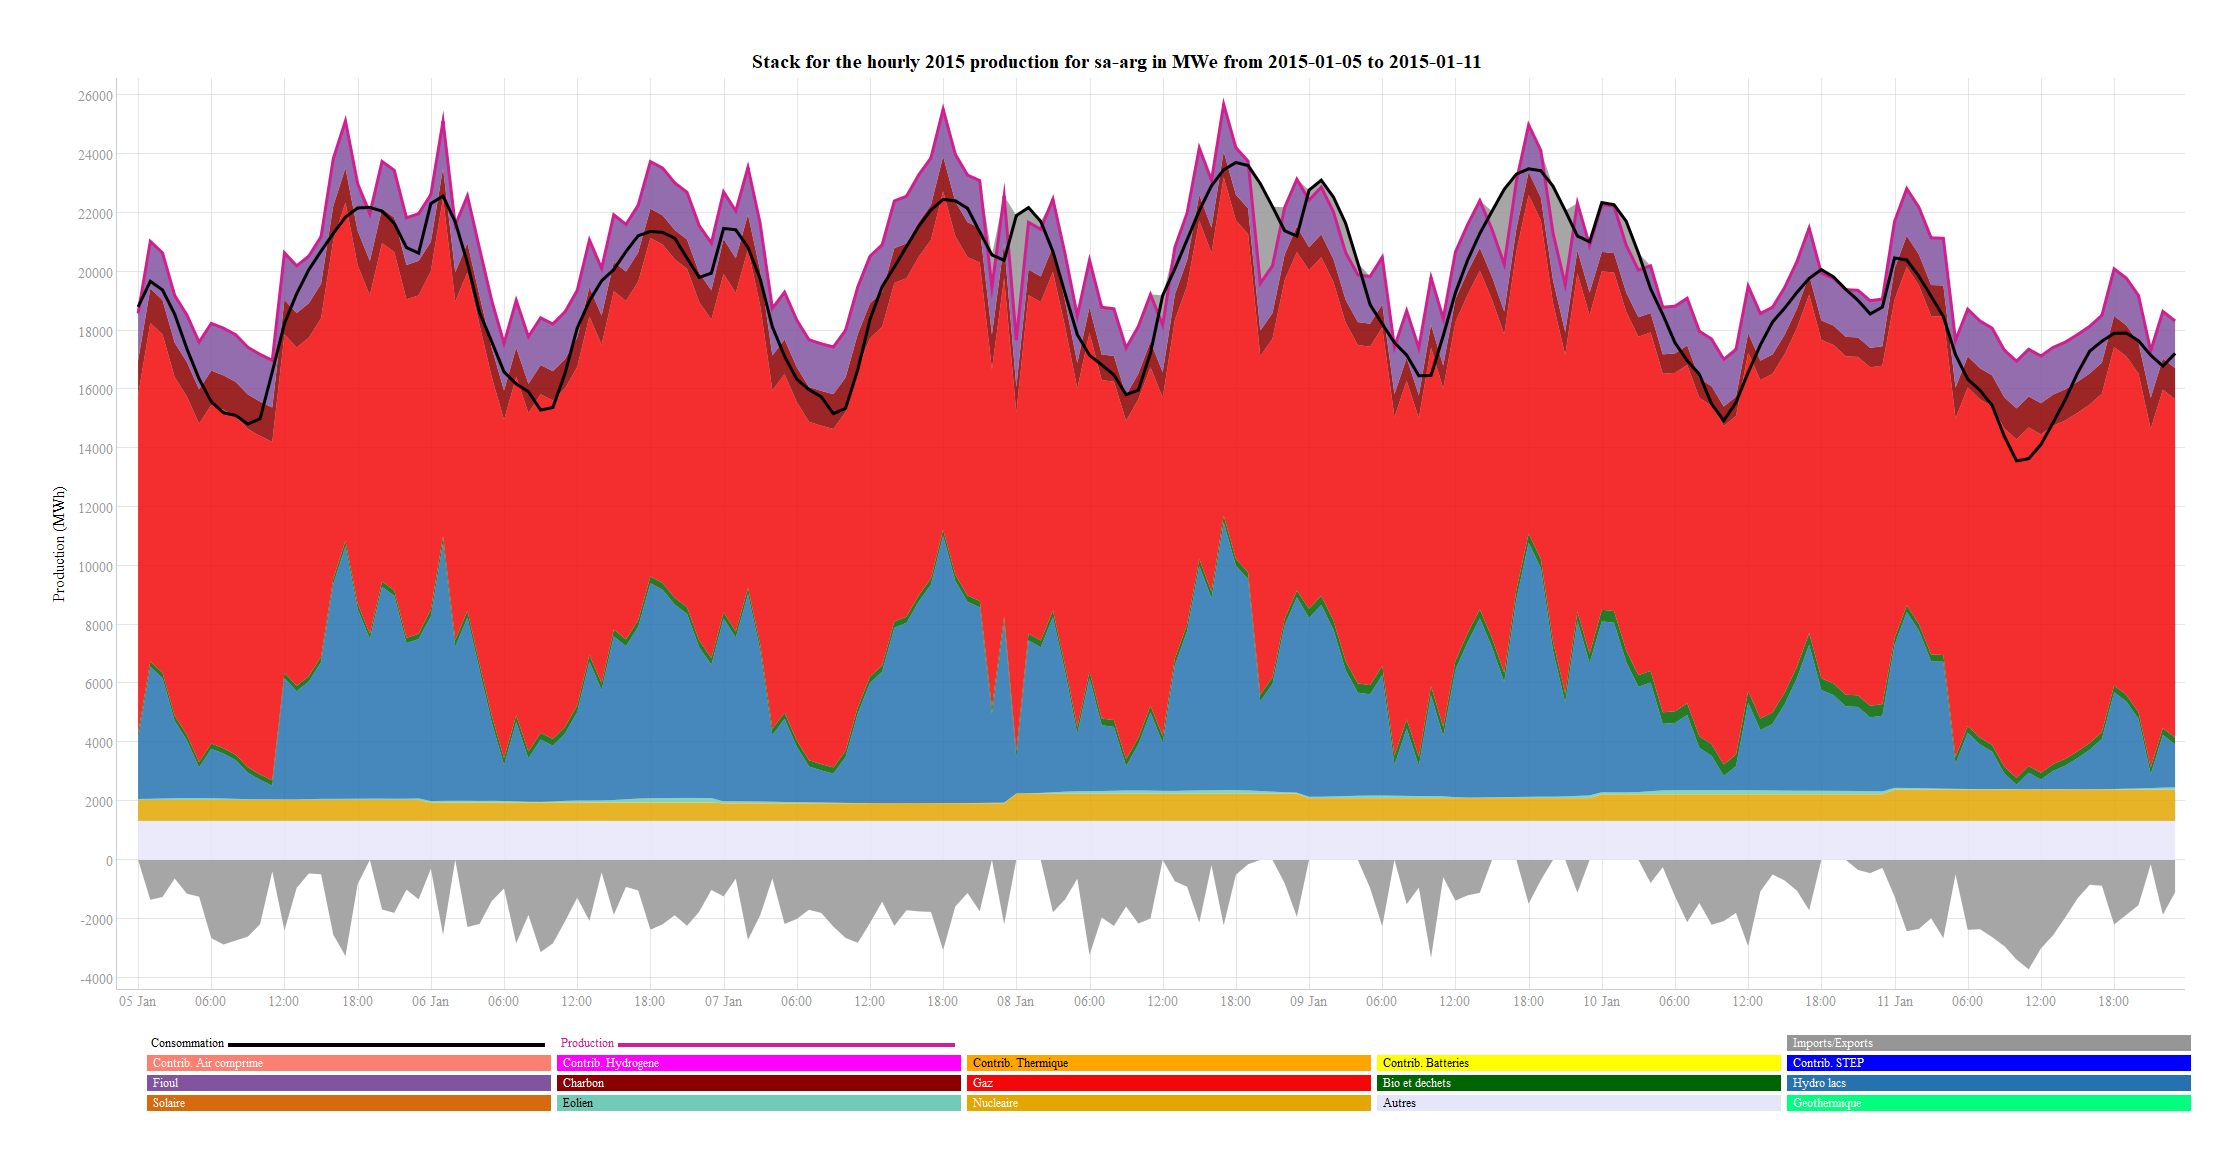 Stack for the hourly 2015 production for sa-arg in MWe from 2015-01-05 to 2015-01-11
Production (MWh)
26000
24000
22000
20000
18000
16000
14000
12000
10000
8000
6000
4000
2000
0
-2000
-4000
05 Jan 06:00 12:00 18:00 06 Jan 06:00 12:00 18:00 07 Jan 06:00 12:00 18:00 08 Jan 06:00 12:00 18:00 09 Jan 06:00 12:00 18:00 10 Jan 06:00 12:00 18:00 11 Jan 06:00 12:00 18:00
Consommation Production Imports/Exports
Contrib. Air comprime Contrib. Hydrogene Contrib. Thermique Contrib. Batteries Contrib. STEP
Fioul Charbon Gaz Bio et dechets Hydro lacs
Solaire Eolien Nucleaire Autres Geothermique